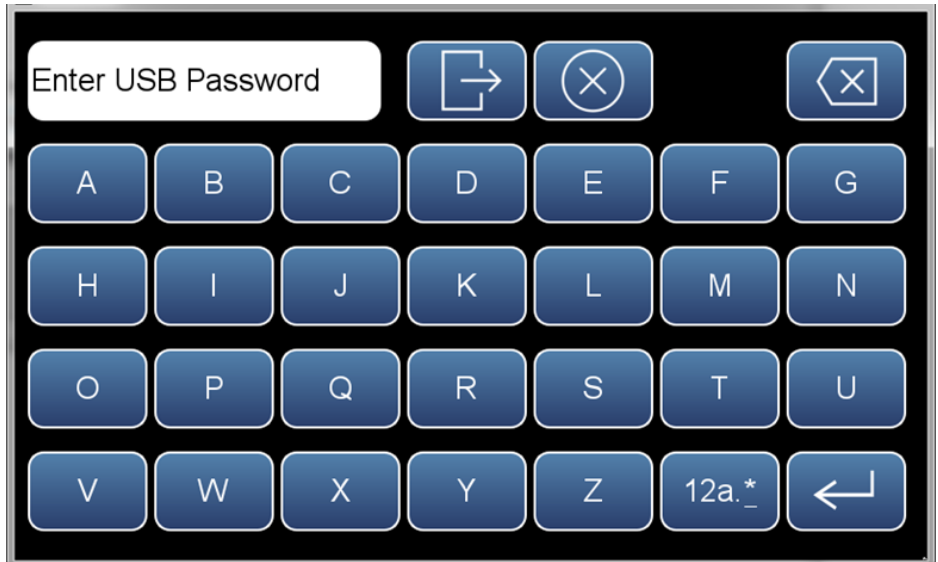 Enter USB Password
A B C D E F G
H I J K L M N
O P Q R S T U
V W X Y Z 12a.*_